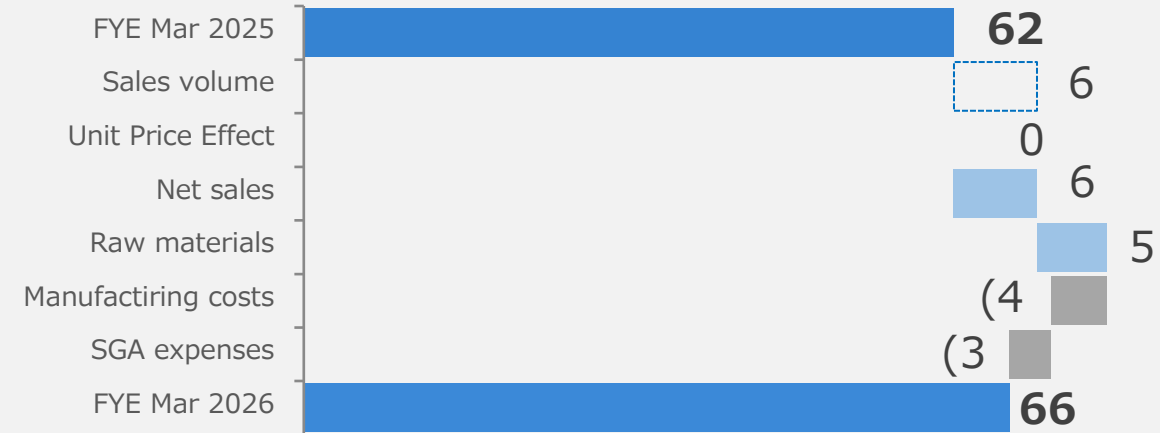 FYE Mar 2025 62
Sales volume 6
Unit Price Effect 0
Net sales 6
Raw materials 5
Manufactiring costs (4
SGA expenses (3
FYE Mar 2026 66